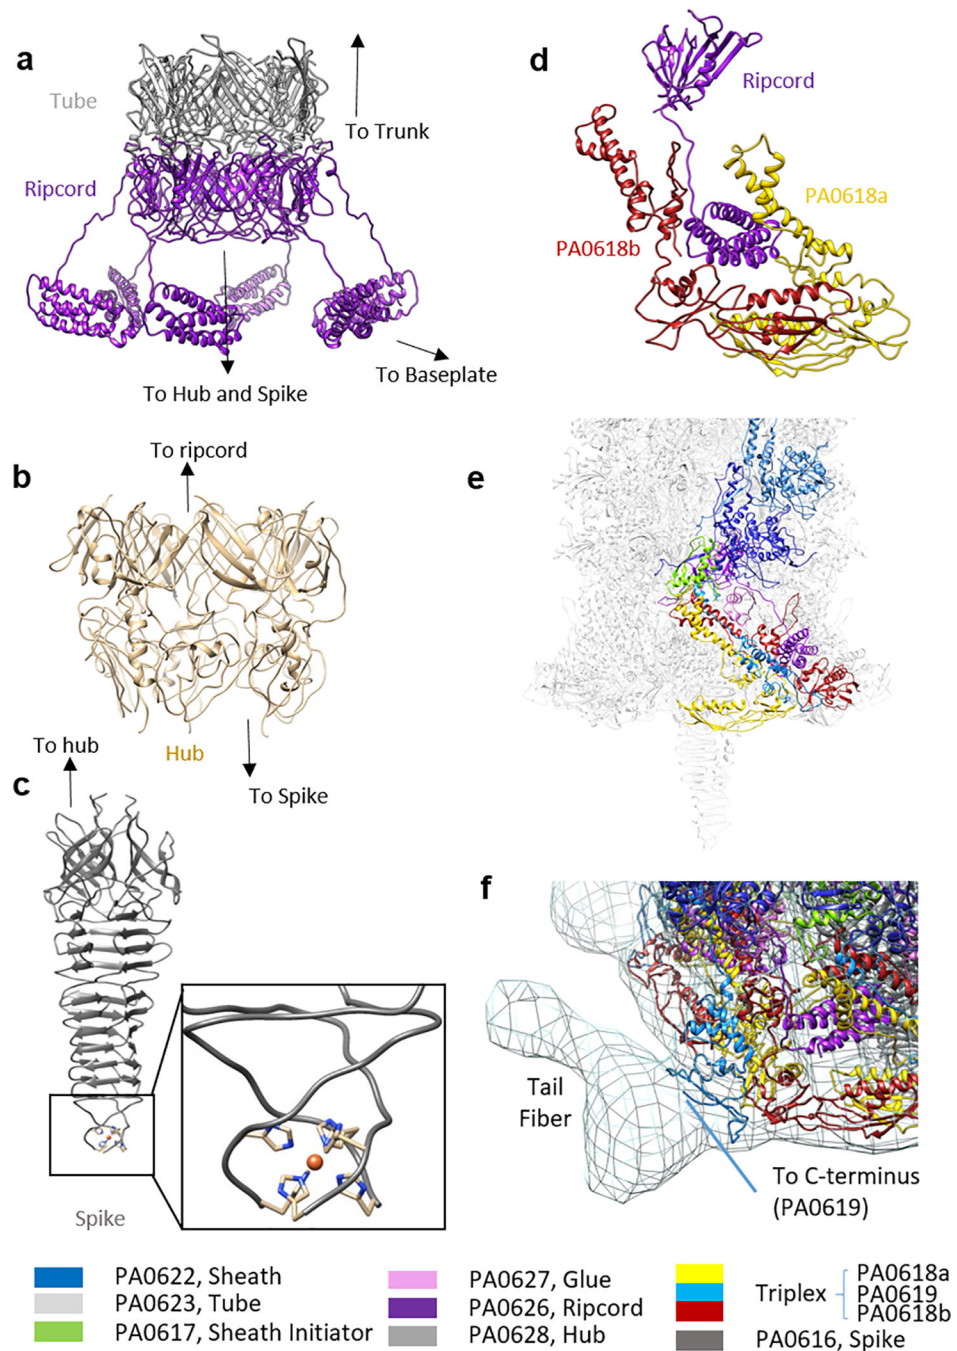 a
Tube
To Trunk
Ripcord
To Hub and Spike
To Baseplate
d
Ripcord
PA0618a
PA0618b
b
To ripcord
Hub
To Spike
e
c
To hub
Spike
f
Tail
Fiber
To C-terminus
(PA0619)
PA0622, Sheath
PA0623, Tube
PA0617, Sheath Initiator
PA0627, Glue
PA0626, Ripcord
PA0628, Hub
Triplex
PA0618a
PA0619
PA0618b
PA0616, Spike